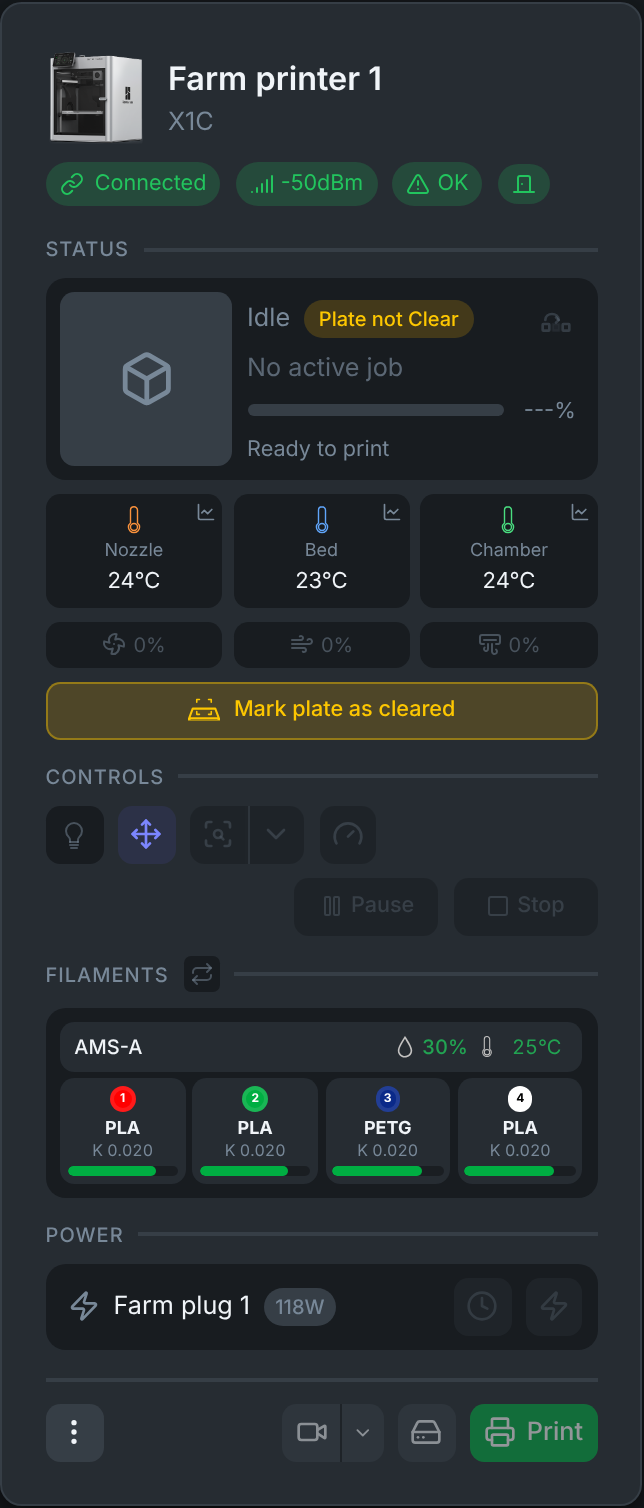 Farm printer 1
X1C
Connected -50dBm OK
STATUS
Idle Plate not Clear
No active job
---%
Ready to print
Nozzle Bed Chamber
24°C 23°C 24°C
0% 0% 0%
Mark plate as cleared
CONTROLS
Pause Stop
FILAMENTS
AMS-A 30% 25°C
1 2 3 4
PLA PLA PETG PLA
K 0.020 K 0.020 K 0.020 K 0.020
POWER
Farm plug 1 118W
Print